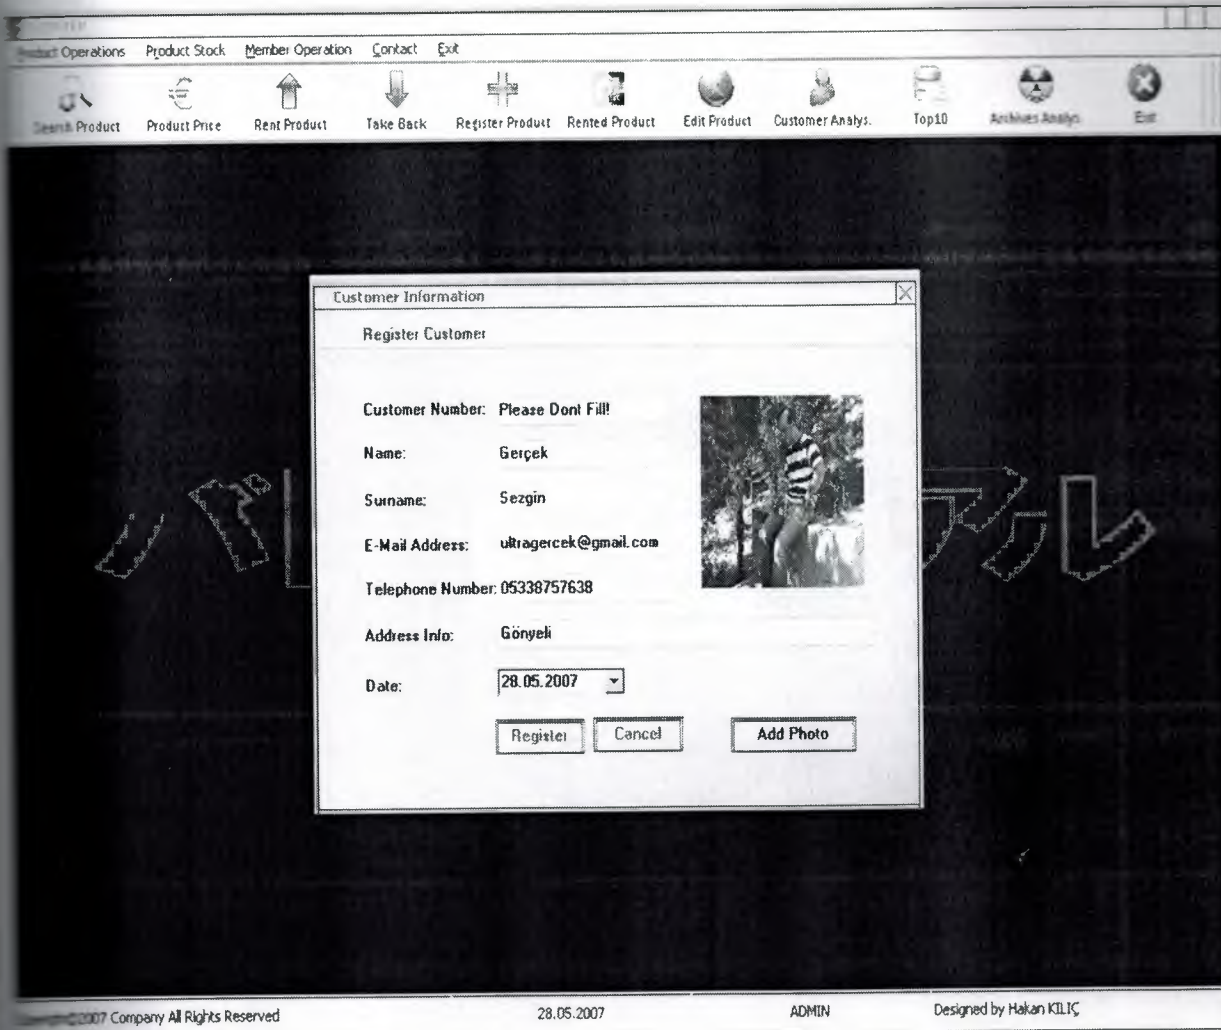 Operations Product Stock Member Operation Contact Exit
Search Product Product Price Rent Product Take Back Register Product Rented Product Edit Product Customer Analys. Top10 Archives Analys. Exit
Customer Information
Register Customer
Customer Number: Please Dont Fill!
Name: Gerçek
Surname: Sezgin
E-Mail Address: ultragercek@gmail.com
Telephone Number: 05338757638
Address Info: Gönyeli
Date: 28.05.2007
Register Cancel Add Photo
2007 Company All Rights Reserved 28.05.2007 ADMIN Designed by Hakan KILIÇ